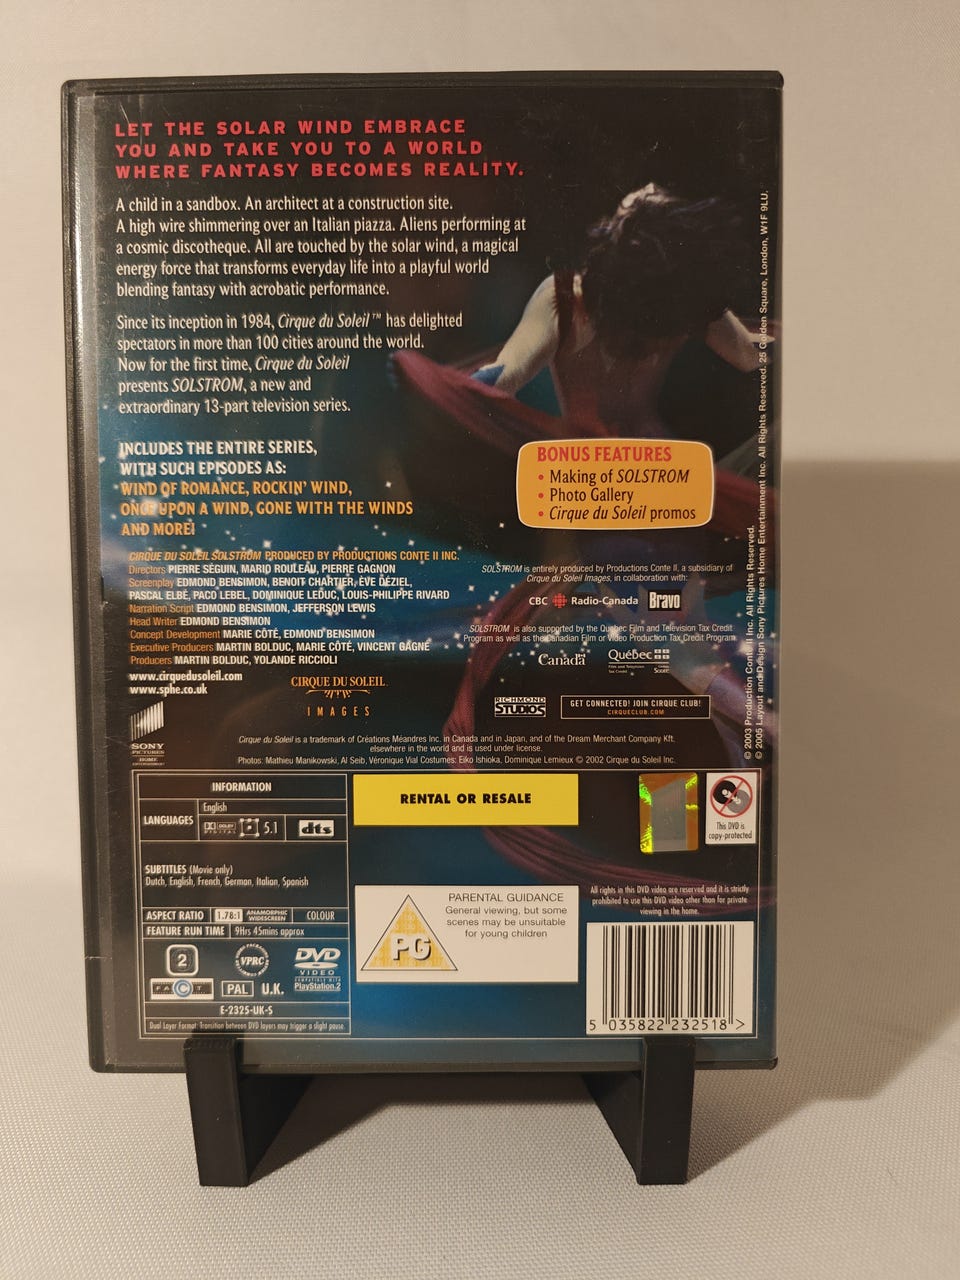 LET THE SOLAR WIND EMBRACE
YOU AND TAKE YOU TO A WORLD
WHERE FANTASY BECOMES REALITY.
A child in a sandbox. An architect at a construction site.
A high wire shimmering over an Italian piazza. Aliens performing at
a cosmic discotheque. All are touched by the solar wind, a magical
energy force that transforms everyday life into a playful world
blending fantasy with acrobatic performance.
Since its inception in 1984, Cirque du Soleil™ has delighted
spectators in more than 100 cities around the world.
Now for the first time, Cirque du Soleil
presents SOLSTROM, a new and
extraordinary 13-part television series.
INCLUDES THE ENTIRE SERIES,
WITH SUCH EPISODES AS:
WIND OF ROMANCE, ROCKIN' WIND,
ONCE UPON A WIND, GONE WITH THE WINDS
AND MORE!
BONUS FEATURES
• Making of SOLSTROM
• Photo Gallery
• Cirque du Soleil promos
CIRQUE DU SOLEIL SOLSTROM PRODUCED BY PRODUCTIONS CONTE II INC.
Directors PIERRE SÉGUIN, MARIO ROULEAU, PIERRE GAGNON
Screenplay EDMOND BENSIMON, BENOIT CHARTIER, ÈVE DÉZIEL,
PASCAL ELBÉ, PACO LEBEL, DOMINIQUE LEDUC, LOUIS-PHILIPPE RIVARD
Narration Script EDMOND BENSIMON, JEFFERSON LEWIS
Head Writer EDMOND BENSIMON
Concept Development MARIE CÔTÉ, EDMOND BENSIMON
Executive Producers MARTIN BOLDUC, MARIE CÔTÉ, VINCENT GAGNÉ
Producers MARTIN BOLDUC, YOLANDE RICCIOLI
www.cirquedusoleil.com
www.sphe.co.uk
SOLSTROM is entirely produced by Productions Conte II, a subsidiary of
Cirque du Soleil Images, in collaboration with:
CBC Radio-Canada Bravo
SOLSTROM is also supported by the Quebec Film and Television Tax Credit
Program as well as the Canadian Film or Video Production Tax Credit Program
Canada Québec
Film and Television
Tax Credit
CIRQUE DU SOLEIL
IMAGES
RICHMOND
STUDIOS
GET CONNECTED! JOIN CIRQUE CLUB!
CIRQUECLUB.COM
SONY
PICTURES
HOME
ENTERTAINMENT
Cirque du Soleil is a trademark of Créations Méandres Inc. in Canada and in Japan, and of the Dream Merchant Company Kft.
elsewhere in the world and is used under license.
Photos: Mathieu Manikowski, Al Seib, Véronique Vial Costumes: Eiko Ishioka, Dominique Lemieux © 2002 Cirque du Soleil Inc.
© 2003 Production Conte II Inc. All Rights Reserved.
© 2005 Layout and Design Sony Pictures Home Entertainment Inc. All Rights Reserved. 25 Golden Square, London, W1F 9LU.
INFORMATION
LANGUAGES
English
DOLBY
DIGITAL
5.1
dts
SUBTITLES (Movie only)
Dutch, English, French, German, Italian, Spanish
ASPECT RATIO 1.78:1 ANAMORPHIC WIDESCREEN COLOUR
FEATURE RUN TIME 9Hrs 45mins approx
2
VPRC
DVD
VIDEO
COMPATIBLE WITH
PlayStation.2
FACT
PAL U.K.
E-2325-UK-S
Dual Layer Format: Transition between DVD layers may trigger a slight pause.
RENTAL OR RESALE
PG
PARENTAL GUIDANCE
General viewing, but some
scenes may be unsuitable
for young children
This DVD is
copy-protected
All rights in this DVD video are reserved and it is strictly
prohibited to use this DVD video other than for private
viewing in the home.
5 035822 232518 >